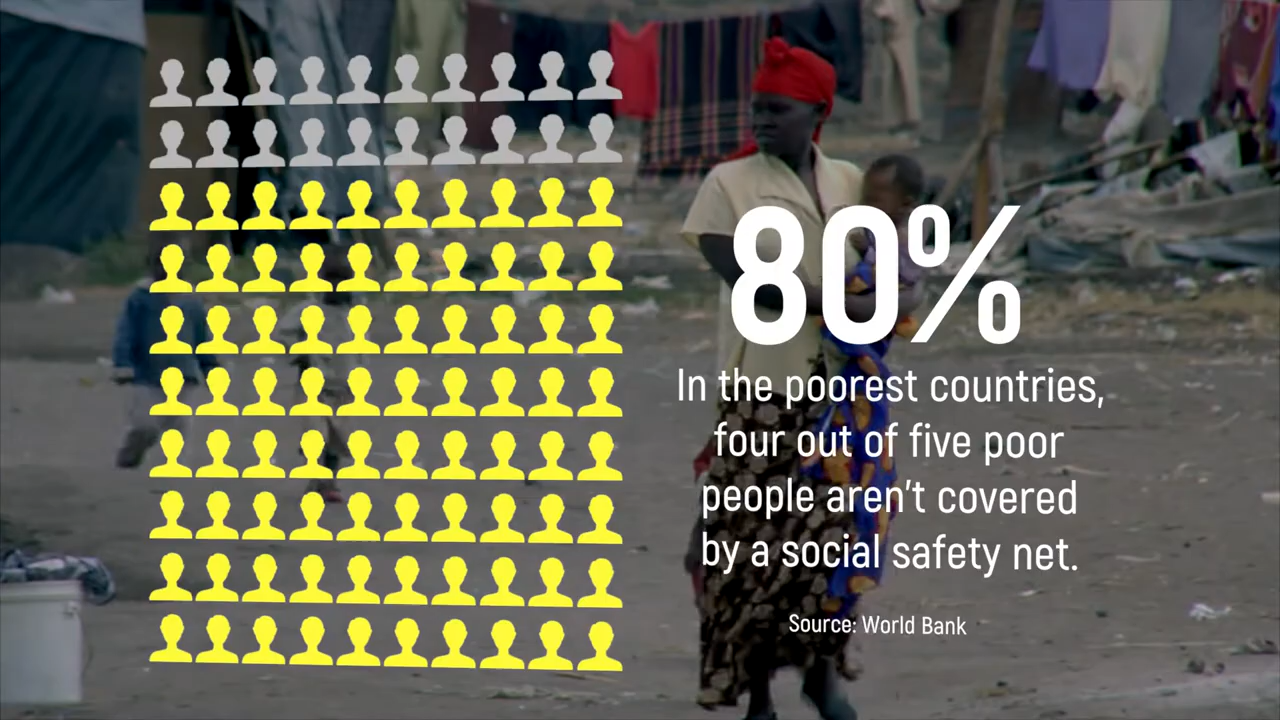 80%
In the poorest countries,
four out of five poor
people aren't covered
by a social safety net.
Source: World Bank